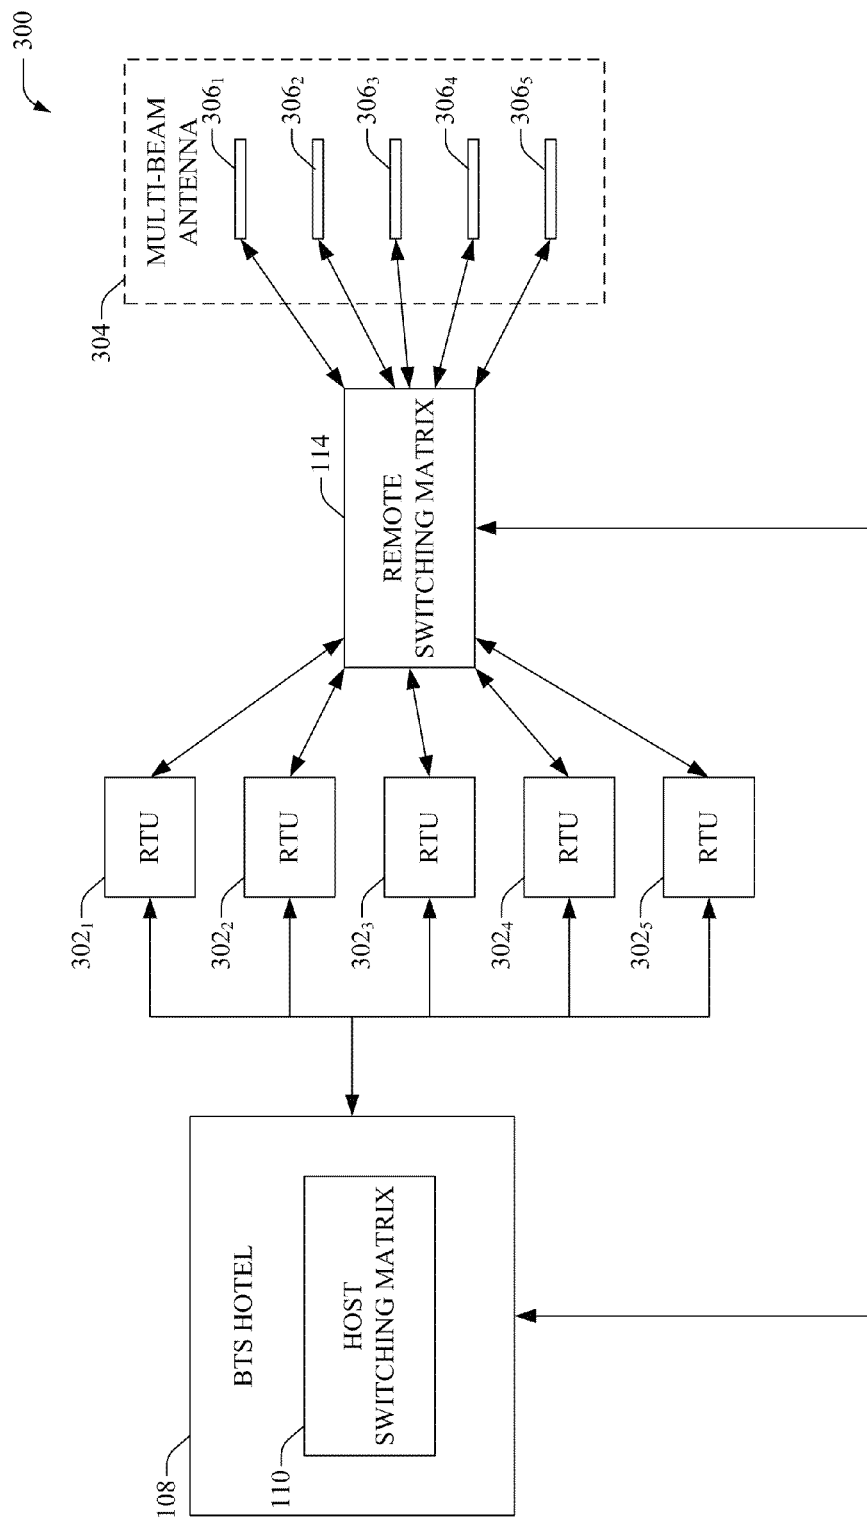 300
MULTI-BEAM
ANTENNA
304
306₁
306₂
306₃
306₄
306₅
114
REMOTE
SWITCHING MATRIX
RTU
302₁
RTU
302₂
RTU
302₃
RTU
302₄
RTU
302₅
108
BTS HOTEL
110
HOST
SWITCHING MATRIX